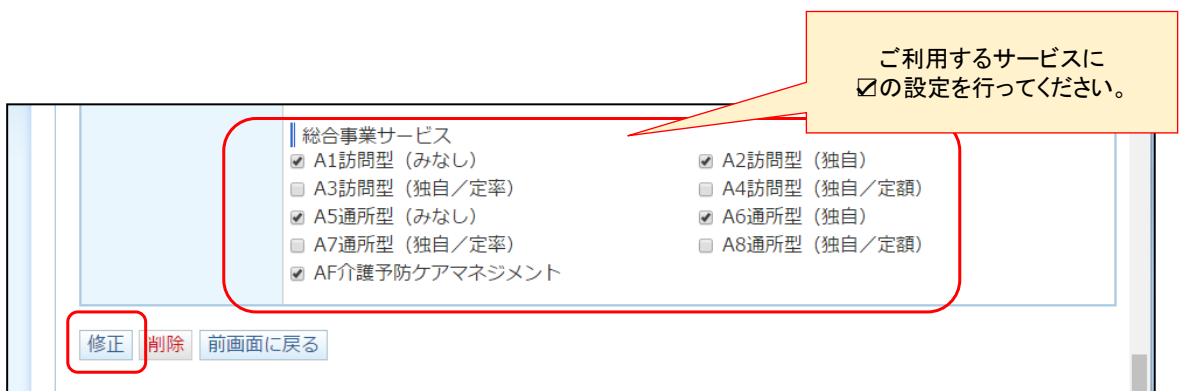 ご利用するサービスに
☑の設定を行ってください。
総合事業サービス
A1訪問型（みなし）
A2訪問型（独自）
A3訪問型（独自／定率）
A4訪問型（独自／定額）
A5通所型（みなし）
A6通所型（独自）
A7通所型（独自／定率）
A8通所型（独自／定額）
AF介護予防ケアマネジメント
修正 削除 前画面に戻る